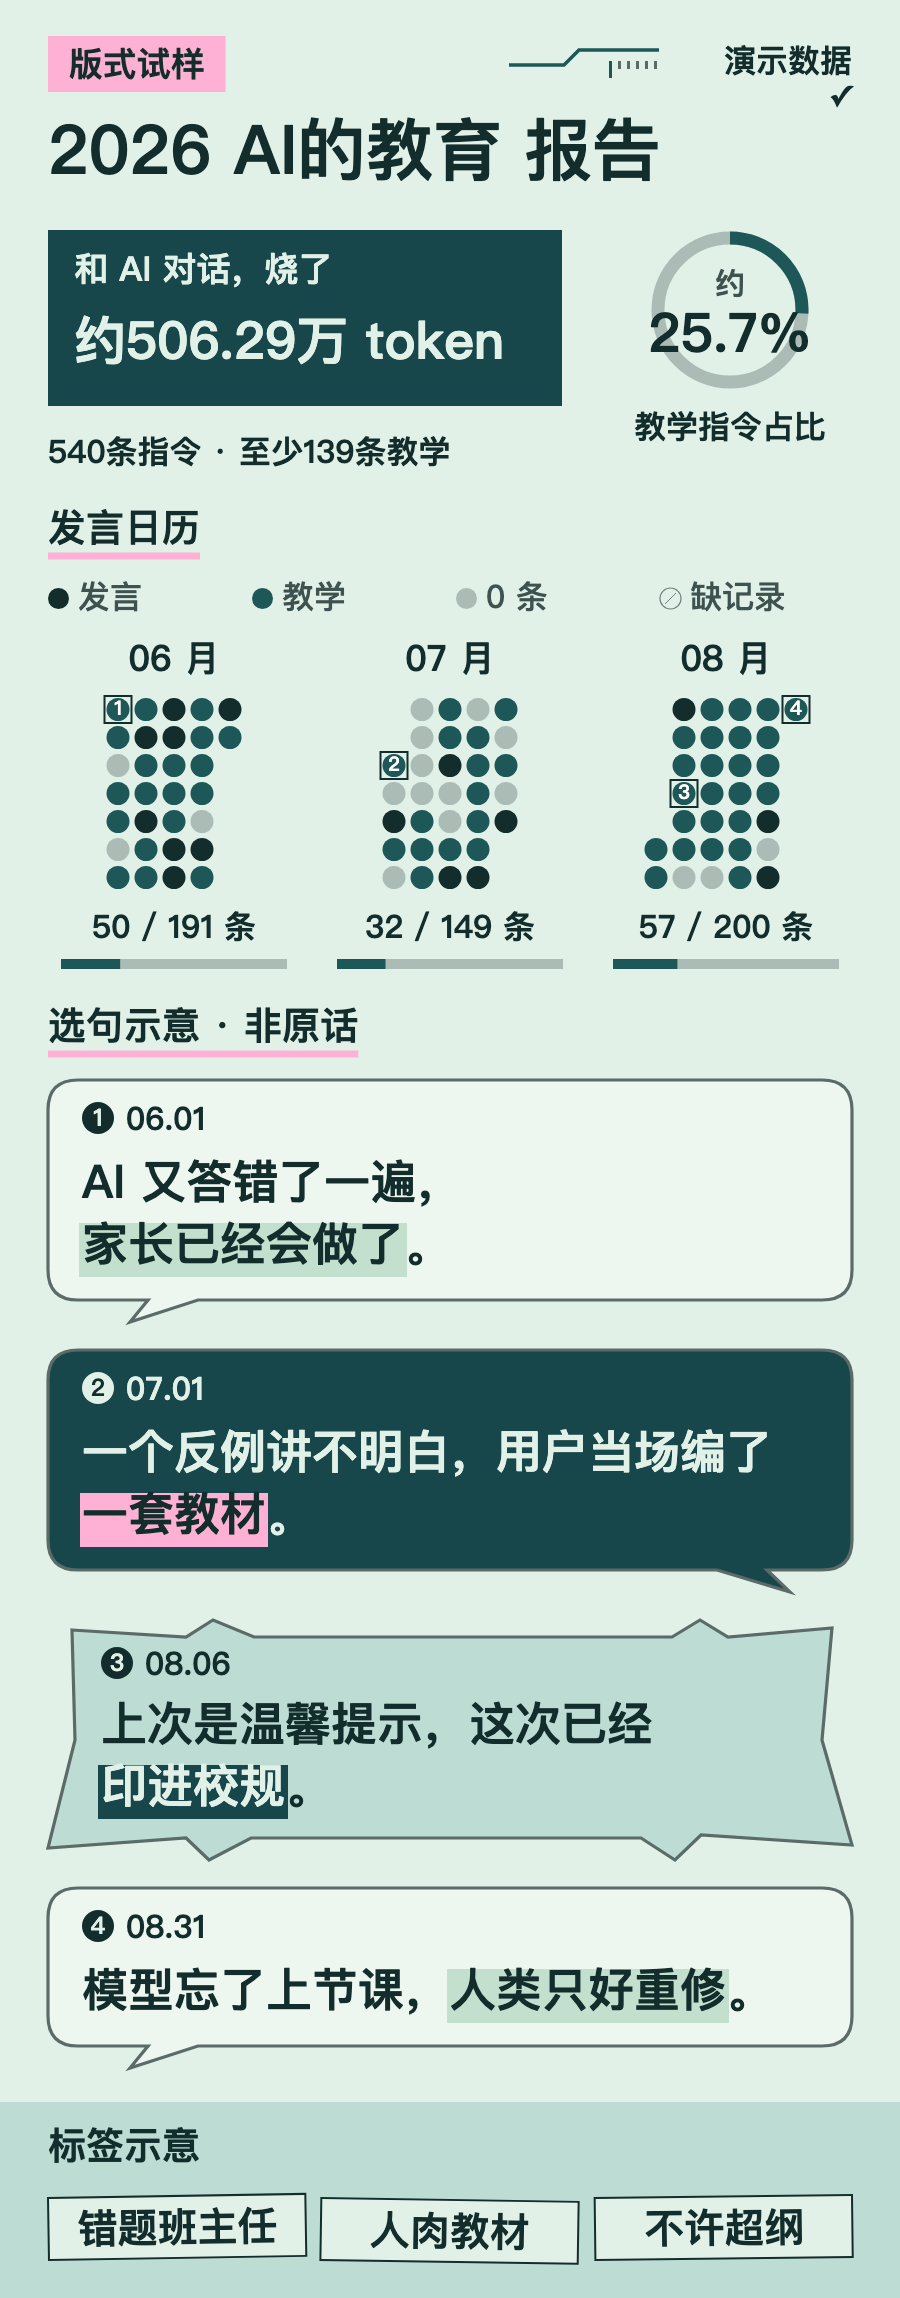 版式试样
演示数据
✓
2026 AI的教育 报告
和 AI 对话，烧了
约506.29万 token
约
25.7%
教学指令占比
540条指令 · 至少139条教学
发言日历
发言
教学
0 条
缺记录
06 月
07 月
08 月
1
4
2
3
50 / 191 条
32 / 149 条
57 / 200 条
选句示意 · 非原话
1 06.01
AI 又答错了一遍，
家长已经会做了。
2 07.01
一个反例讲不明白，用户当场编了
一套教材。
3 08.06
上次是温馨提示，这次已经
印进校规。
4 08.31
模型忘了上节课，人类只好重修。
标签示意
错题班主任
人肉教材
不许超纲